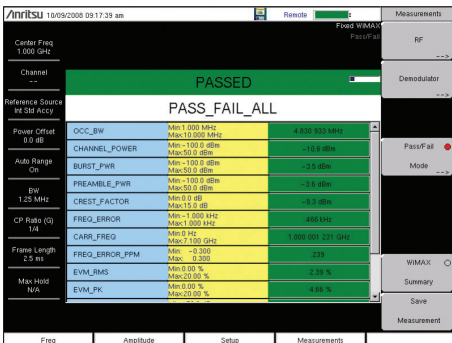 Anritsu 10/09/2008 09:17:39 am
Remote
Measurements
Fixed WiMAX
Pass/Fail
Center Freq
1.000 GHz
Channel
--
Reference Source
Int Std Accy
Power Offset
0.0 dB
Auto Range
On
BW
1.25 MHz
CP Ratio (G)
1/4
Frame Length
2.5 ms
Max Hold
N/A
PASSED
PASS_FAIL_ALL
OCC_BW Min:1.000 MHz Max:10.000 MHz 4.830 933 MHz
CHANNEL_POWER Min:-100.0 dBm Max:50.0 dBm -10.6 dBm
BURST_PWR Min:-100.0 dBm Max:50.0 dBm -3.5 dBm
PREAMBLE_PWR Min:-100.0 dBm Max:50.0 dBm -3.6 dBm
CREST_FACTOR Min:0.0 dB Max:15.0 dB -9.3 dBm
FREQ_ERROR Min:-1.000 kHz Max:1.000 kHz .466 kHz
CARR_FREQ Min:0 Hz Max:7.100 GHz 1.000 001 231 GHz
FREQ_ERROR_PPM Min: -0.300 Max: 0.300 .239
EVM_RMS Min:0.00 % Max:20.00 % 2.39 %
EVM_PK Min:0.00 % Max:20.00 % 4.66 %
RF
-->
Demodulator
-->
Pass/Fail
Mode
-->
WiMAX
Summary
Save
Measurement
Freq
Amplitude
Setup
Measurements